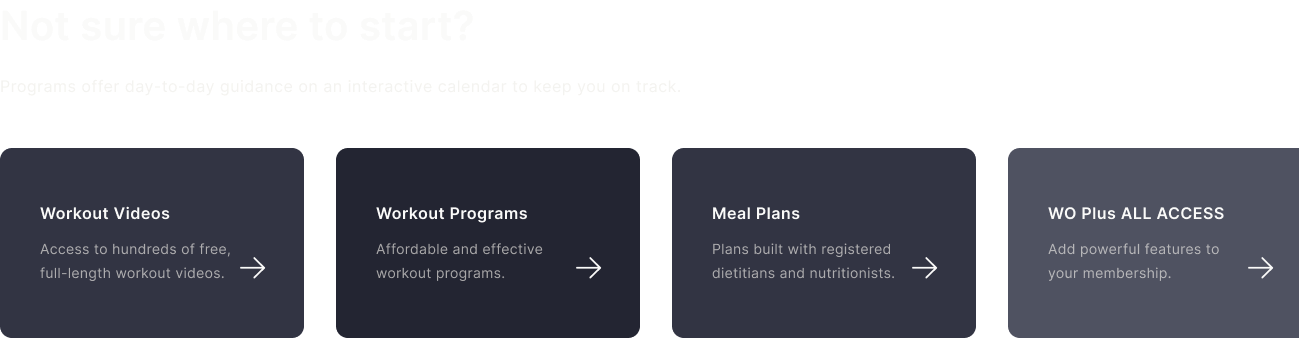 Not sure where to start?
Programs offer day-to-day guidance on an interactive calendar to keep you on track.
Workout Videos
Access to hundreds of free,
full-length workout videos.
Workout Programs
Affordable and effective
workout programs.
Meal Plans
Plans built with registered
dietitians and nutritionists.
WO Plus ALL ACCESS
Add powerful features to
your membership.